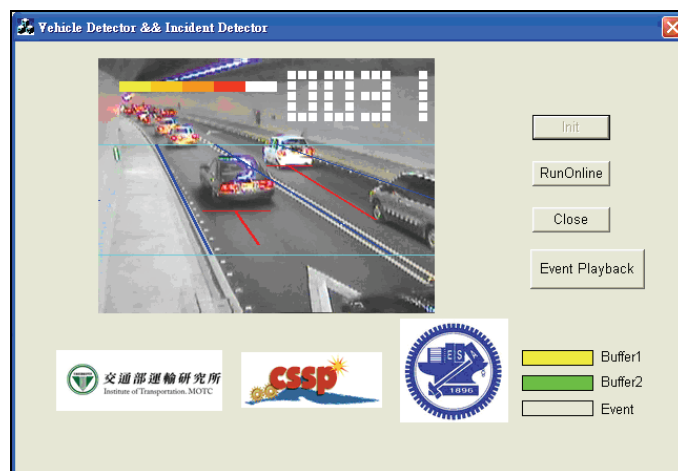 Vehicle Detector && Incident Detector
0031
Init
RunOnline
Close
Event Playback
交通部運輸研究所
Institute of Transportation, MOTC
cssp
E S
1896
Buffer1
Buffer2
Event